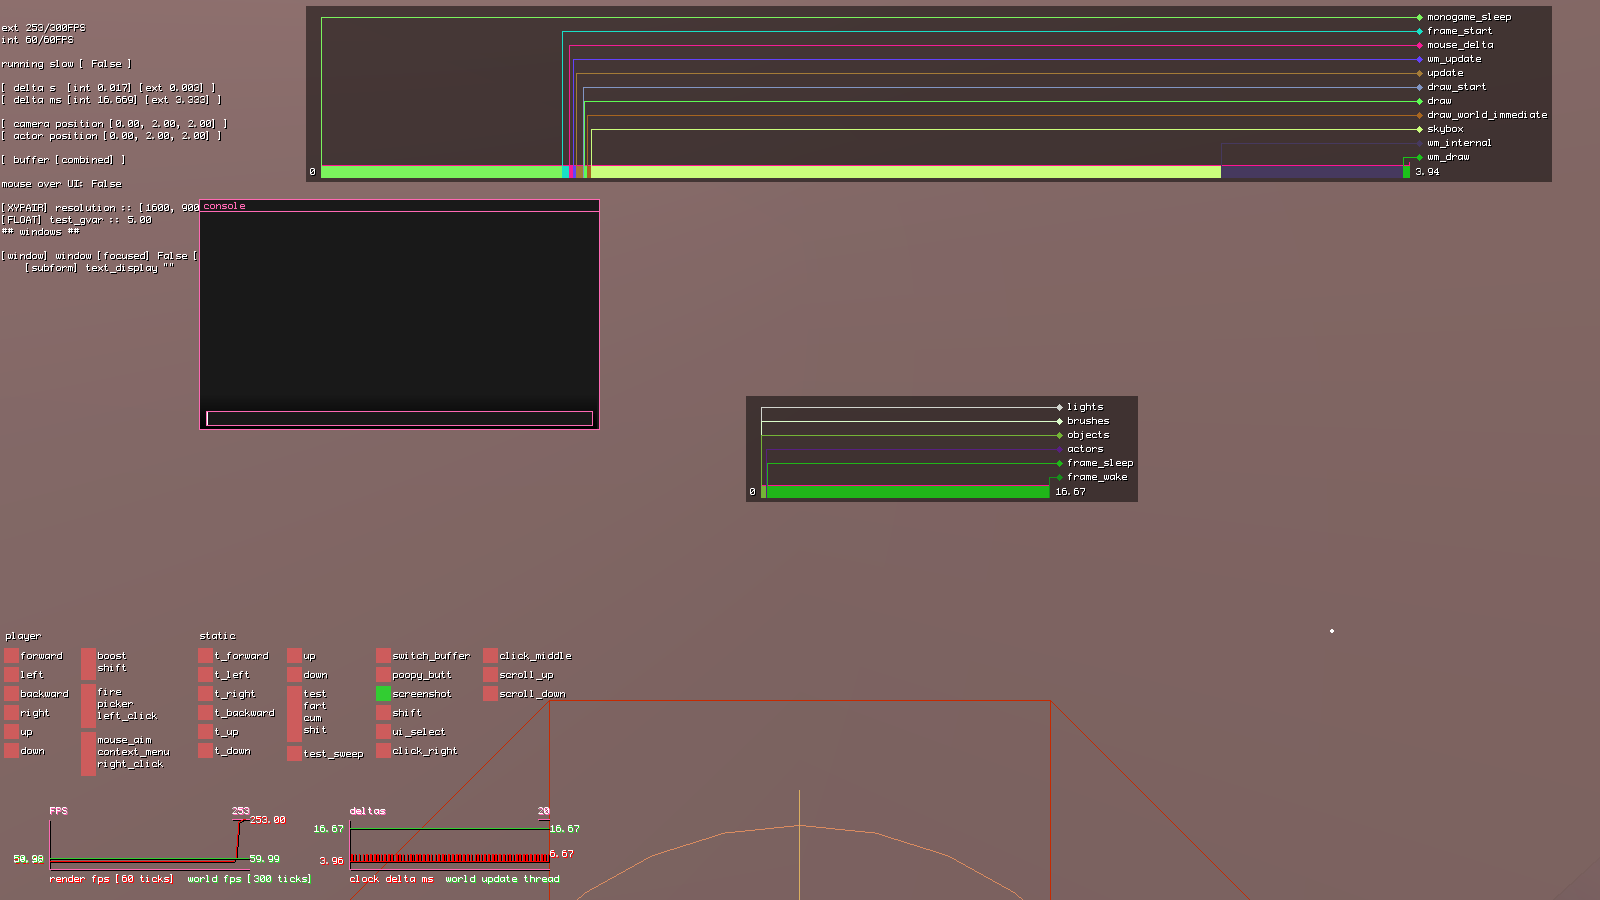 ext 253/300FPS
int 60/60FPS
running slow [ False ]
[ delta s  [int 0.017] [ext 0.003] ]
[ delta ms [int 16.669] [ext 3.333] ]
[ camera position [0.00, 2.00, 2.00] ]
[ actor position [0.00, 2.00, 2.00] ]
[ buffer [combined] ]
mouse over UI: False
[XYPAIR] resolution :: [1600, 900
[FLOAT] test_gvar :: 5.00
## windows ##
[window] window [focused] False [
[subform] text_display ""
monogame_sleep
frame_start
mouse_delta
wm_update
update
draw_start
draw
draw_world_immediate
skybox
wm_internal
wm_draw
0
3.94
console
lights
brushes
objects
actors
frame_sleep
frame_wake
0
16.67
player
forward
left
backward
right
up
down
boost
shift
fire
picker
left_click
mouse_aim
context_menu
right_click
static
t_forward
t_left
t_right
t_backward
t_up
t_down
up
down
test
fart
cum
shit
test_sweep
switch_buffer
poopy_butt
screenshot
shift
ui_select
click_right
click_middle
scroll_up
scroll_down
FPS
253
253.00
59.99
render fps [60 ticks]
world fps [300 ticks]
deltas
20
16.67
16.67
3.96
6.67
clock delta ms
world update thread